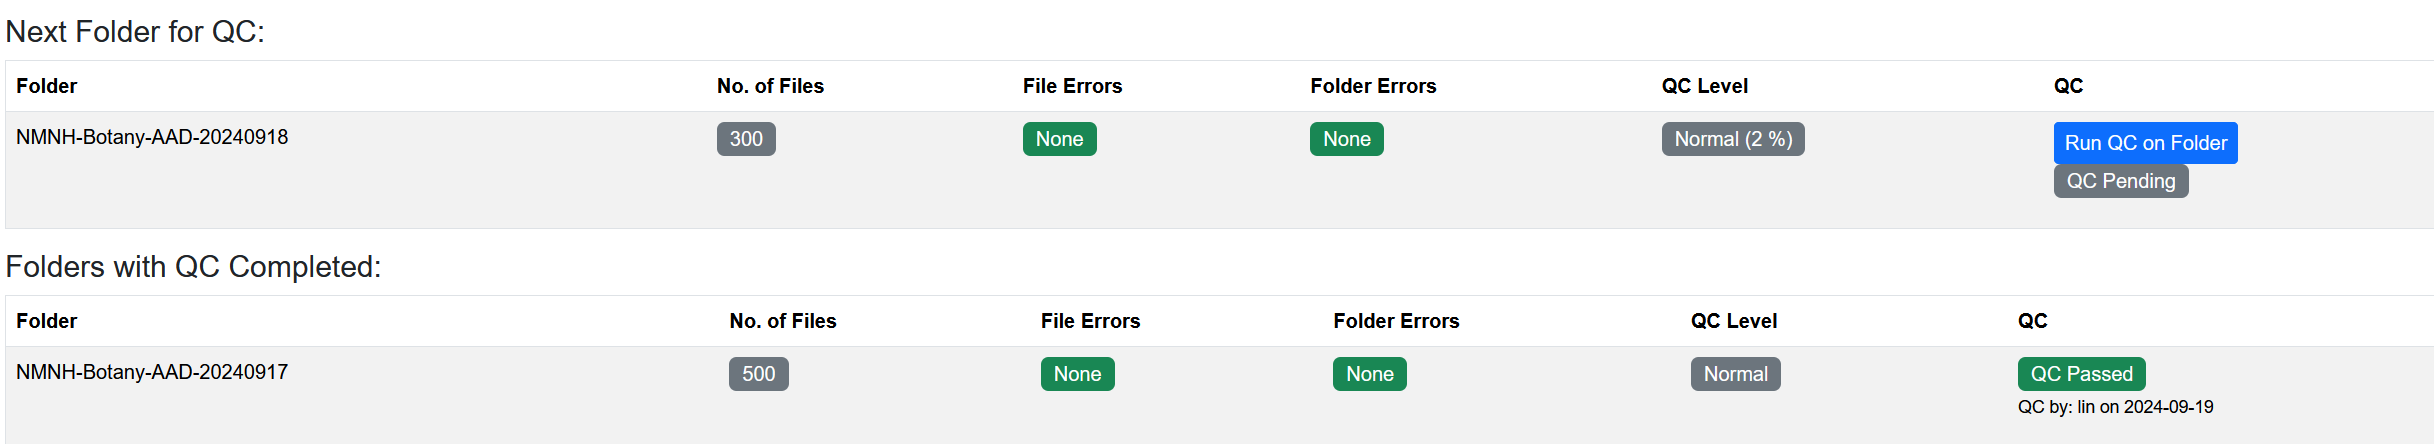 Next Folder for QC:
Folder No. of Files File Errors Folder Errors QC Level QC
NMNH-Botany-AAD-20240918 300 None None Normal (2 %) Run QC on Folder
QC Pending
Folders with QC Completed:
Folder No. of Files File Errors Folder Errors QC Level QC
NMNH-Botany-AAD-20240917 500 None None Normal QC Passed
QC by: lin on 2024-09-19